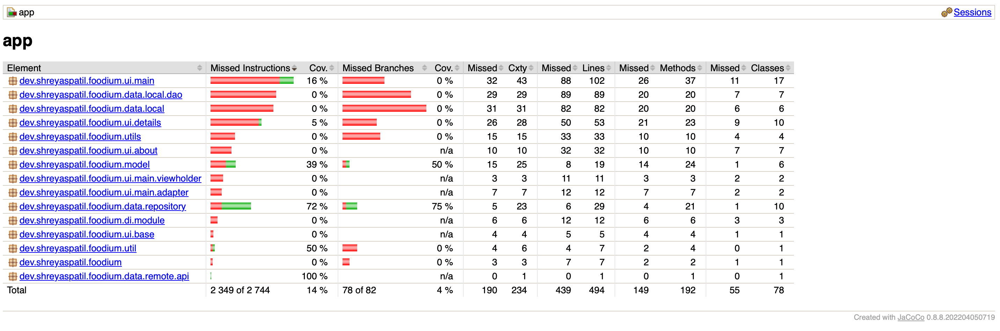 app Sessions
app
Element Missed Instructions Cov. Missed Branches Cov. Missed Cxty Missed Lines Missed Methods Missed Classes
dev.shreyaspatil.foodium.ui.main 16 % 0 % 32 43 88 102 26 37 11 17
dev.shreyaspatil.foodium.data.local.dao 0 % 0 % 29 29 89 89 20 20 7 7
dev.shreyaspatil.foodium.data.local 0 % 0 % 31 31 82 82 20 20 6 6
dev.shreyaspatil.foodium.ui.details 5 % 0 % 26 28 50 53 21 23 9 10
dev.shreyaspatil.foodium.utils 0 % 0 % 15 15 33 33 10 10 4 4
dev.shreyaspatil.foodium.ui.about 0 % n/a 10 10 32 32 10 10 7 7
dev.shreyaspatil.foodium.model 39 % 50 % 15 25 8 19 14 24 1 6
dev.shreyaspatil.foodium.ui.main.viewholder 0 % n/a 3 3 11 11 3 3 2 2
dev.shreyaspatil.foodium.ui.main.adapter 0 % n/a 7 7 12 12 7 7 2 2
dev.shreyaspatil.foodium.data.repository 72 % 75 % 5 23 6 29 4 21 1 10
dev.shreyaspatil.foodium.di.module 0 % n/a 6 6 12 12 6 6 3 3
dev.shreyaspatil.foodium.ui.base 0 % n/a 4 4 5 5 4 4 1 1
dev.shreyaspatil.foodium.util 50 % 0 % 4 6 4 7 2 4 0 1
dev.shreyaspatil.foodium 0 % 0 % 3 3 7 7 2 2 1 1
dev.shreyaspatil.foodium.data.remote.api 100 % n/a 0 1 0 1 0 1 0 1
Total 2 349 of 2 744 14 % 78 of 82 4 % 190 234 439 494 149 192 55 78
Created with JaCoCo 0.8.8.202204050719